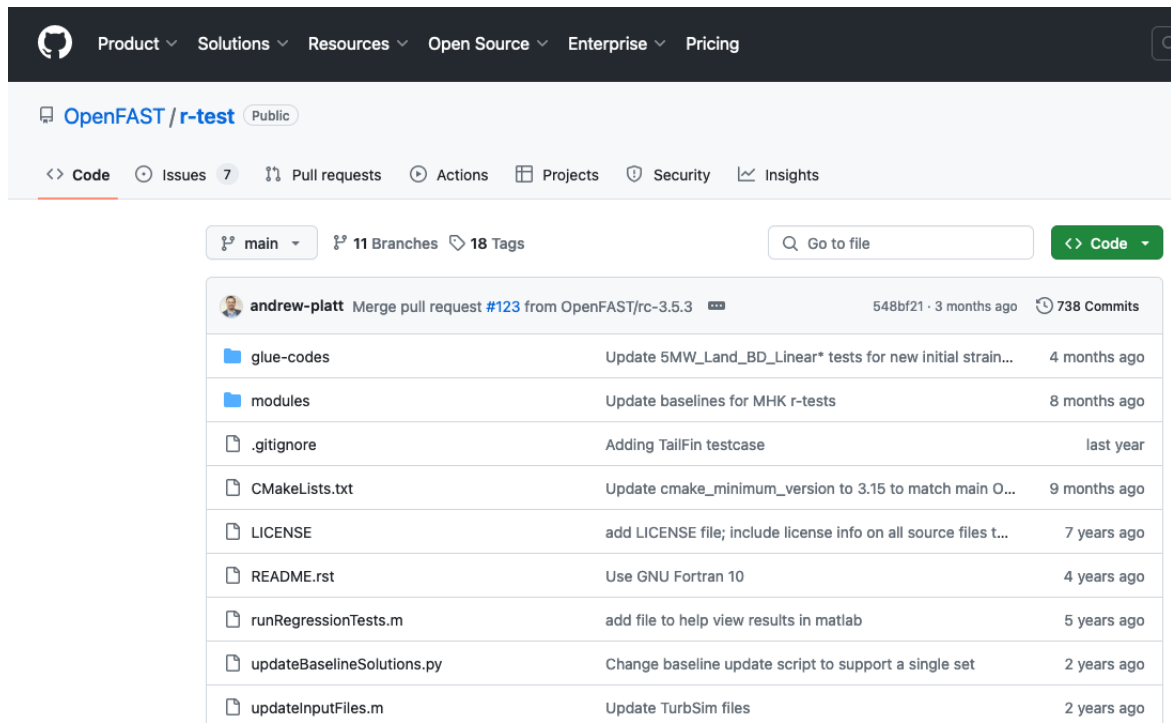 Product Solutions Resources Open Source Enterprise Pricing
OpenFAST / r-test Public
Code Issues 7 Pull requests Actions Projects Security Insights
main 11 Branches 18 Tags Go to file Code
andrew-platt Merge pull request #123 from OpenFAST/rc-3.5.3 548bf21 · 3 months ago 738 Commits
glue-codes Update 5MW_Land_BD_Linear* tests for new initial strain... 4 months ago
modules Update baselines for MHK r-tests 8 months ago
.gitignore Adding TailFin testcase last year
CMakeLists.txt Update cmake_minimum_version to 3.15 to match main O... 9 months ago
LICENSE add LICENSE file; include license info on all source files t... 7 years ago
README.rst Use GNU Fortran 10 4 years ago
runRegressionTests.m add file to help view results in matlab 5 years ago
updateBaselineSolutions.py Change baseline update script to support a single set 2 years ago
updateInputFiles.m Update TurbSim files 2 years ago